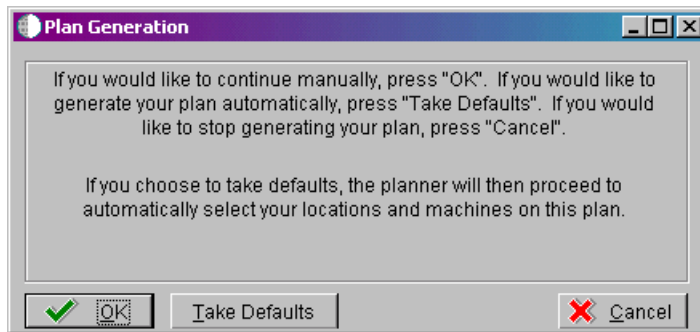 Plan Generation
If you would like to continue manually, press "OK".  If you would like to
generate your plan automatically, press "Take Defaults".  If you would
like to stop generating your plan, press "Cancel".
If you choose to take defaults, the planner will then proceed to
automatically select your locations and machines on this plan.
OK Take Defaults Cancel